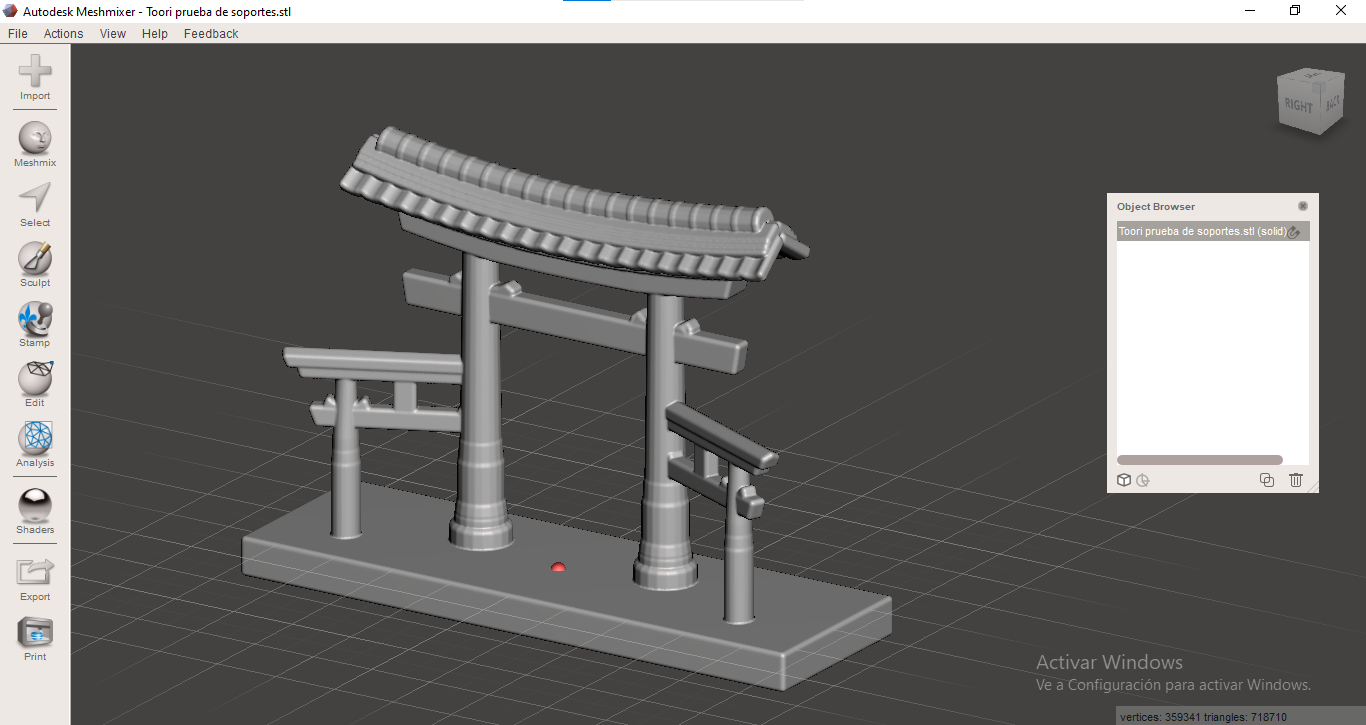 Autodesk Meshmixer - Toori prueba de soportes.stl
File Actions View Help Feedback
Import
Meshmix
Select
Sculpt
Stamp
Edit
Analysis
Shaders
Export
Print
RIGHT
BACK
Object Browser
Toori prueba de soportes.stl (solid)
Activar Windows
Ve a Configuración para activar Windows.
vertices: 359341 triangles: 718710